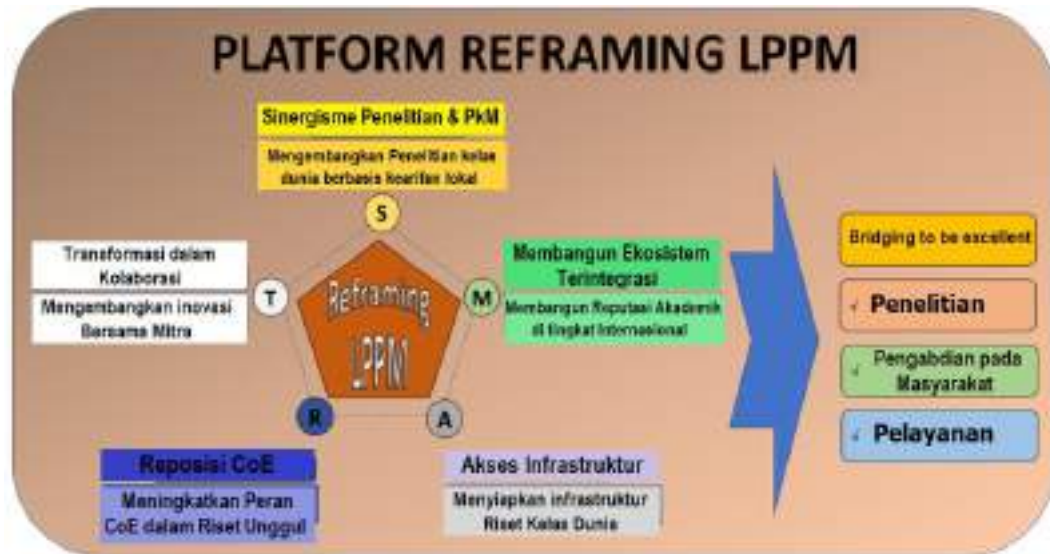 PLATFORM REFRAMING LPPM
Sinergisme Penelitian & PkM
Mengembangkan Penelitian kelas
dunia berbasis kearifan lokal
S
Transformasi dalam
Kolaborasi
Mengembangkan inovasi
Bersama Mitra
T
Reframing
LPPM
M
Membangun Ekosistem
Terintegrasi
Membangun Reputasi Akademik
di tingkat Internasional
R
A
Reposisi CoE
Meningkatkan Peran
CoE dalam Riset Unggul
Akses Infrastruktur
Menyiapkan infrastruktur
Riset Kelas Dunia
Bridging to be excellent
√ Penelitian
√ Pengabdian pada
Masyarakat
√ Pelayanan